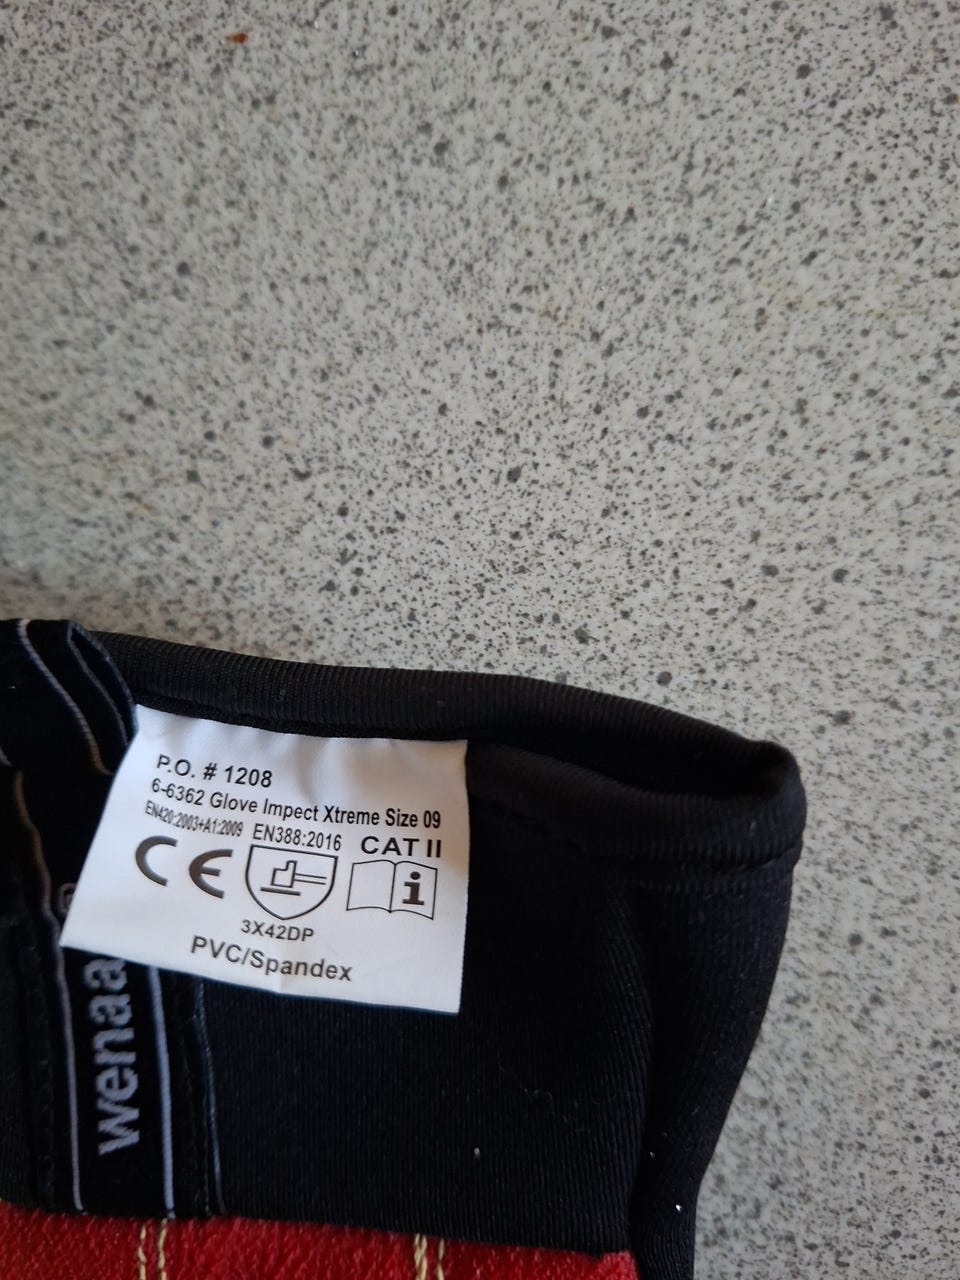 P.O. # 1208
6-6362 Glove Impect Xtreme Size 09
EN420:2003+A1:2009 EN388:2016 CAT II
CE
i
3X42DP
PVC/Spandex
wenaa